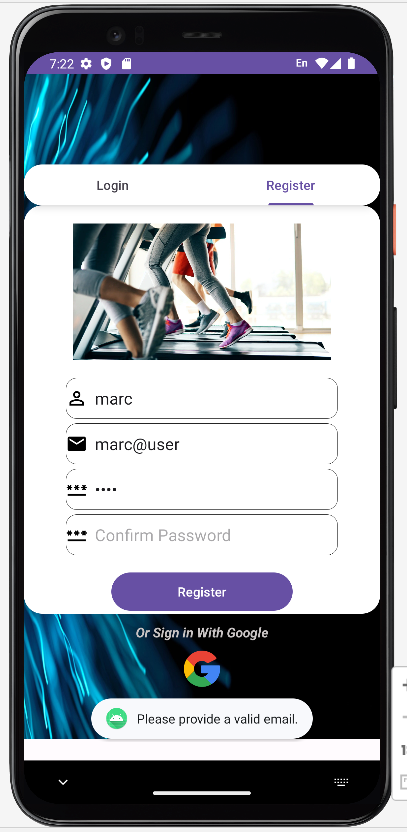 7:22
En
Login
Register
marc
marc@user
••••
Confirm Password
Register
Or Sign in With Google
Please provide a valid email.